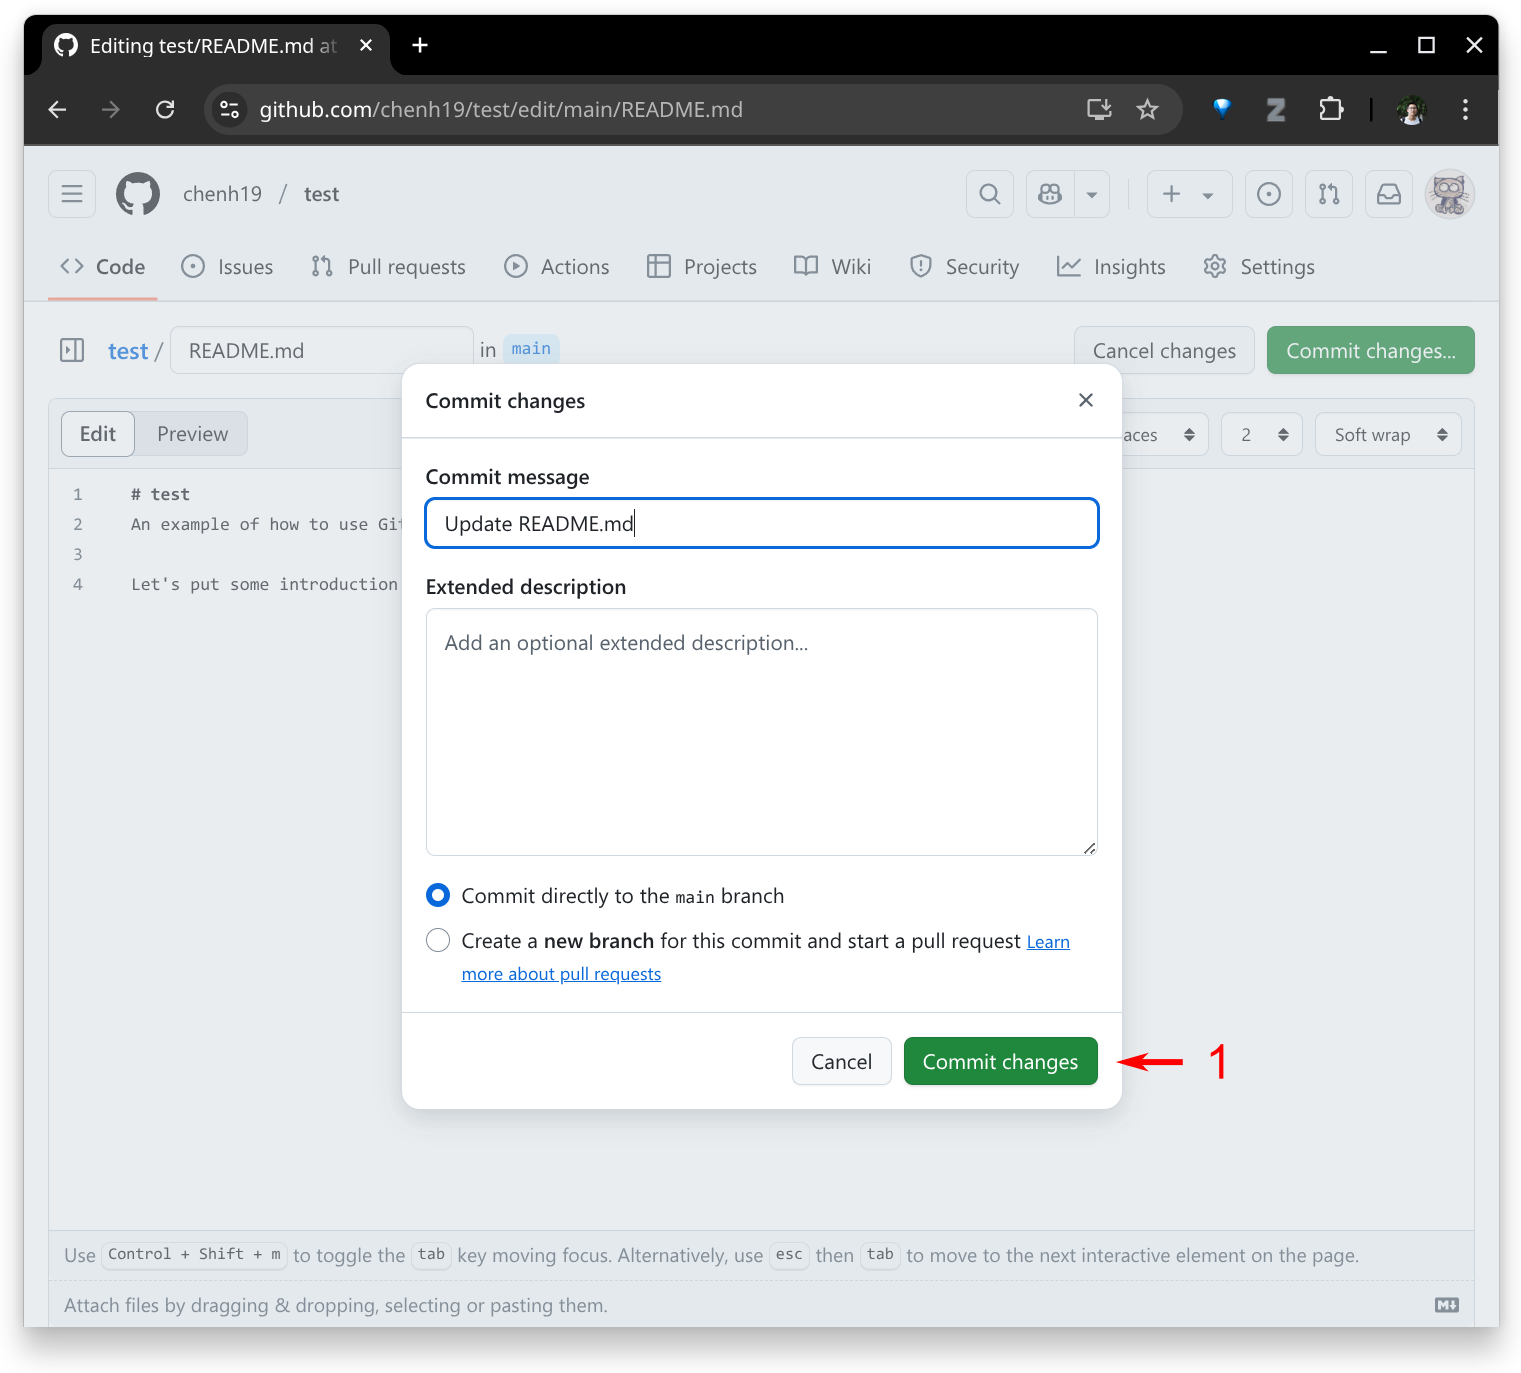 Editing test/README.md at
github.com/chenh19/test/edit/main/README.md
chenh19 / test
Code Issues Pull requests Actions Projects Wiki Security Insights Settings
test / README.md in main Cancel changes Commit changes...
Commit changes
Edit Preview aces 2 Soft wrap
Commit message
1 # test
Update README.md
2 An example of how to use Git
3
Extended description
4 Let's put some introduction
Add an optional extended description...
Commit directly to the main branch
Create a new branch for this commit and start a pull request Learn
more about pull requests
Cancel Commit changes 1
Use Control + Shift + m to toggle the tab key moving focus. Alternatively, use esc then tab to move to the next interactive element on the page.
Attach files by dragging & dropping, selecting or pasting them.